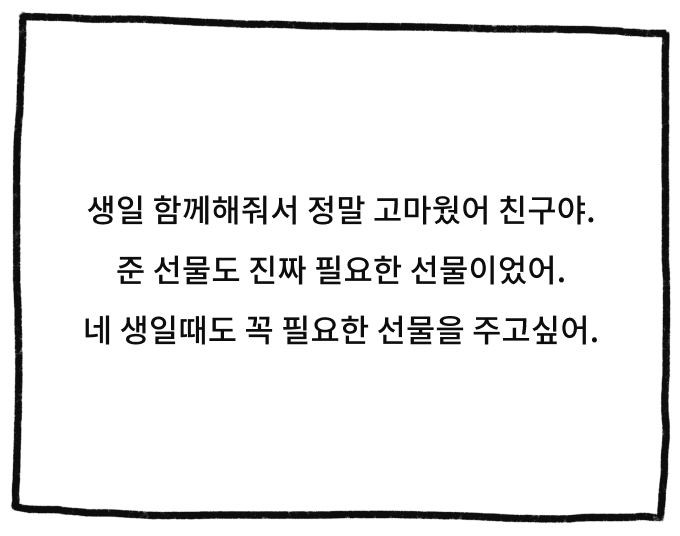 생일 함께해줘서 정말 고마웠어 친구야.
준 선물도 진짜 필요한 선물이었어.
네 생일때도 꼭 필요한 선물을 주고싶어.